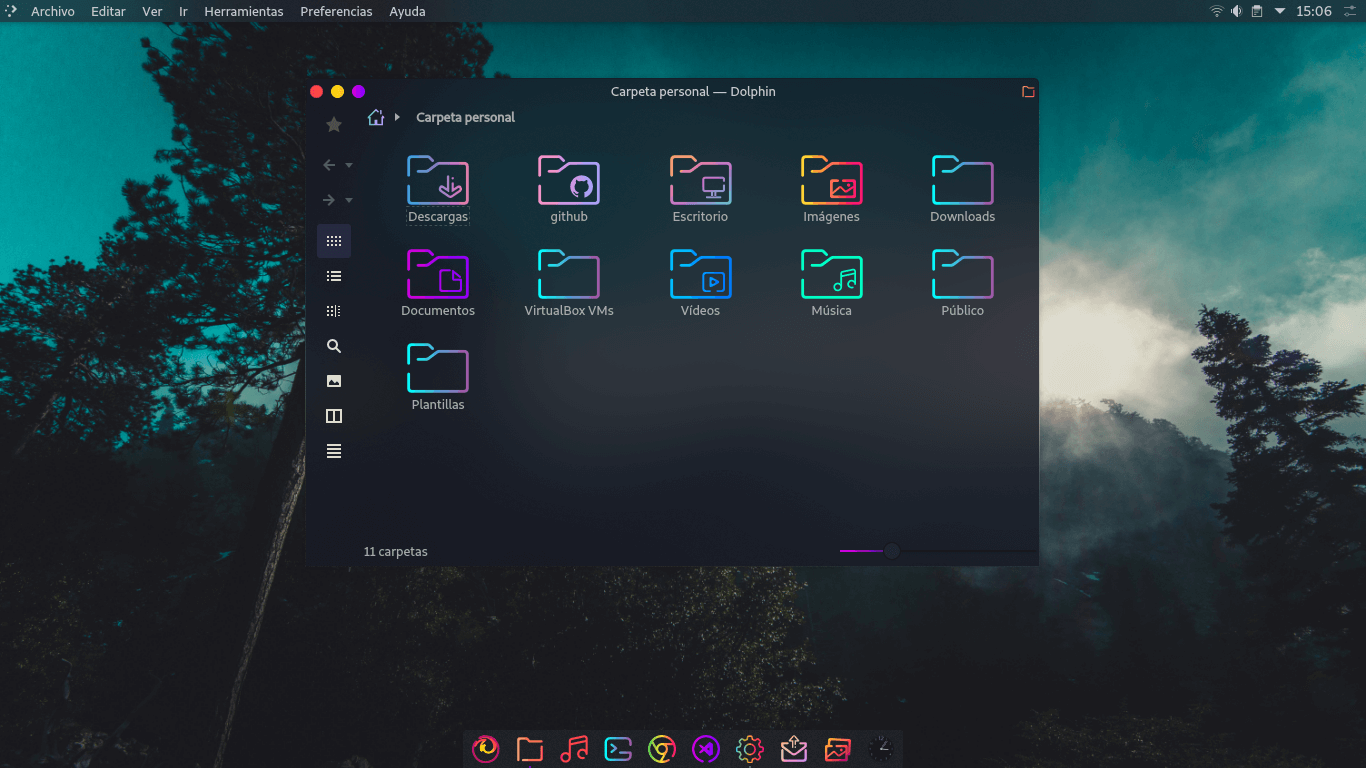 Archivo Editar Ver Ir Herramientas Preferencias Ayuda 15:06
Carpeta personal — Dolphin
Carpeta personal
Descargas github Escritorio Imágenes Downloads
Documentos VirtualBox VMs Vídeos Música Público
Plantillas
11 carpetas